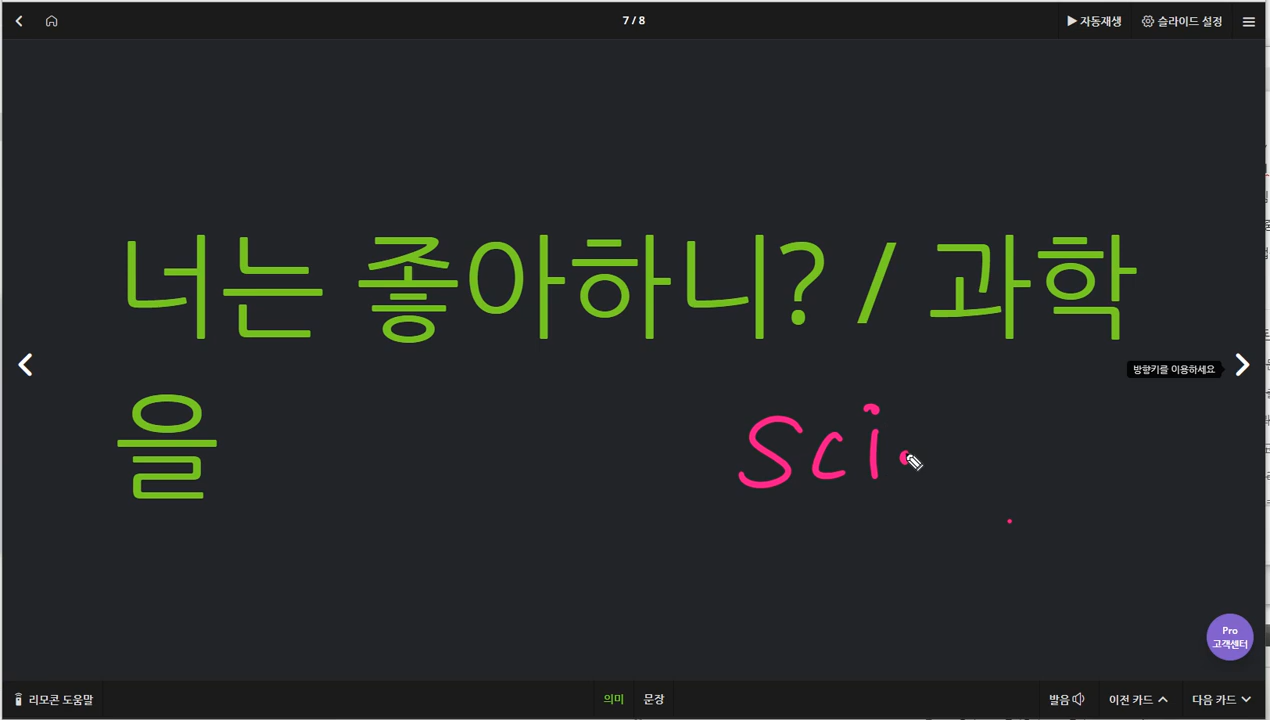 7 / 8
자동재생
슬라이드 설정
너는 좋아하니? / 과학
을
방향키를 이용하세요
sci
Pro
고객센터
리모콘 도움말
의미
문장
발음
이전 카드
다음 카드